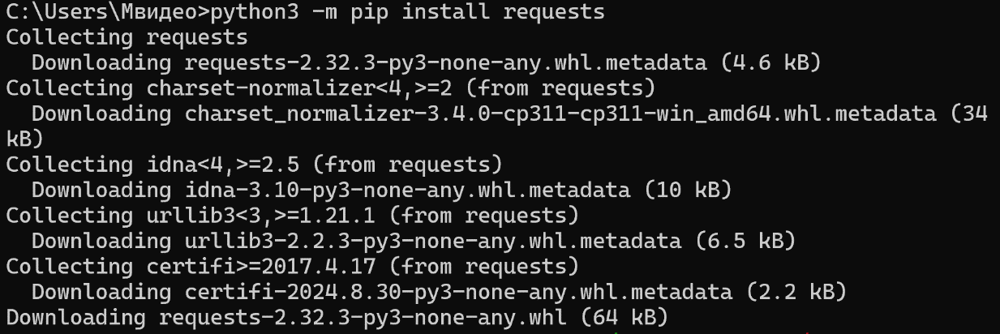 C:\Users\Мвидео>python3 -m pip install requests
Collecting requests
  Downloading requests-2.32.3-py3-none-any.whl.metadata (4.6 kB)
Collecting charset-normalizer<4,>=2 (from requests)
  Downloading charset_normalizer-3.4.0-cp311-cp311-win_amd64.whl.metadata (34
kB)
Collecting idna<4,>=2.5 (from requests)
  Downloading idna-3.10-py3-none-any.whl.metadata (10 kB)
Collecting urllib3<3,>=1.21.1 (from requests)
  Downloading urllib3-2.2.3-py3-none-any.whl.metadata (6.5 kB)
Collecting certifi>=2017.4.17 (from requests)
  Downloading certifi-2024.8.30-py3-none-any.whl.metadata (2.2 kB)
Downloading requests-2.32.3-py3-none-any.whl (64 kB)